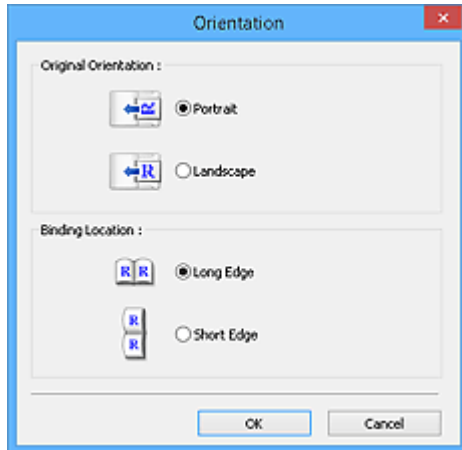 Orientation
Original Orientation :
R
Portrait
R
Landscape
Binding Location :
R R
Long Edge
R
R
Short Edge
OK Cancel